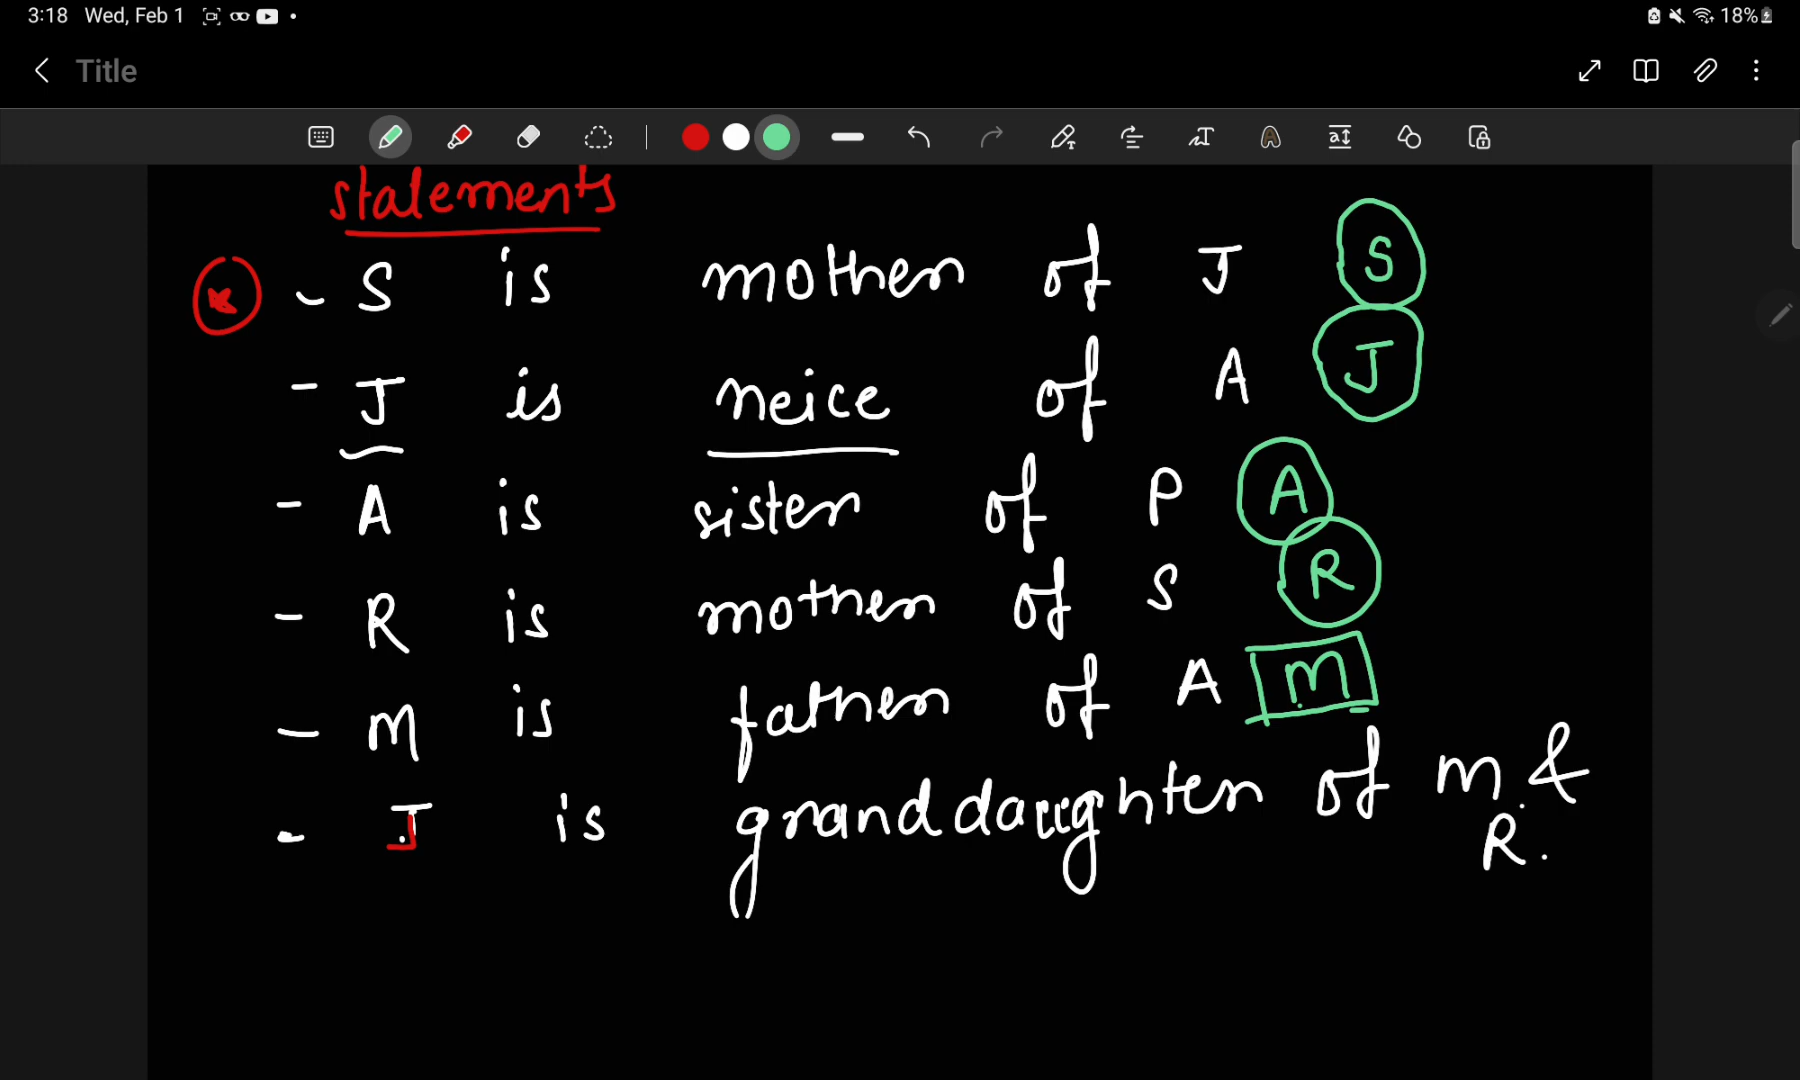 3:18 Wed, Feb 1 18%
Title
statements
- S is mother of J S
- J is neice of A J
- A is sister of P A
- R is mother of S R
- M is father of A M
- J is granddaughter of M &
R.